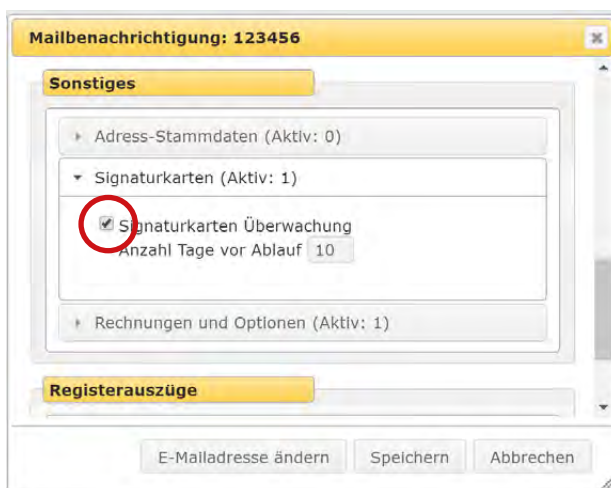 Mailbenachrichtigung: 123456
Sonstiges
Adress-Stammdaten (Aktiv: 0)
Signaturkarten (Aktiv: 1)
Signaturkarten Überwachung
Anzahl Tage vor Ablauf 10
Rechnungen und Optionen (Aktiv: 1)
Registerauszüge
E-Mailadresse ändern Speichern Abbrechen